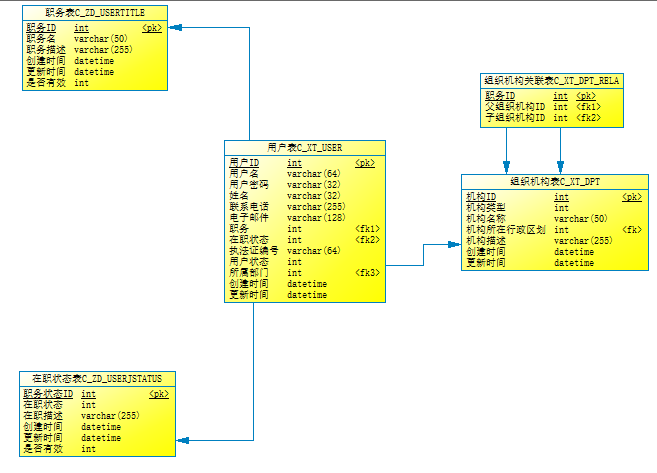 职务表C_ZD_USERTITLE
职务ID int <pk>
职务名 varchar(50)
职务描述 varchar(255)
创建时间 datetime
更新时间 datetime
是否有效 int
组织机构关联表C_XT_DPT_RELA
职务ID int <pk>
父组织机构ID int <fk1>
子组织机构ID int <fk2>
用户表C_XT_USER
用户ID int <pk>
用户名 varchar(64)
用户密码 varchar(32)
姓名 varchar(32)
联系电话 varchar(255)
电子邮件 varchar(128)
职务 int <fk1>
在职状态 int <fk2>
执法证编号 varchar(64)
用户状态 int
所属部门 int <fk3>
创建时间 datetime
更新时间 datetime
组织机构表C_XT_DPT
机构ID int <pk>
机构类型 int
机构名称 varchar(50)
机构所在行政区划 int <fk>
机构描述 varchar(255)
创建时间 datetime
更新时间 datetime
在职状态表C_ZD_USERJSTATUS
职务状态ID int <pk>
在职状态 int
在职描述 varchar(255)
创建时间 datetime
更新时间 datetime
是否有效 int